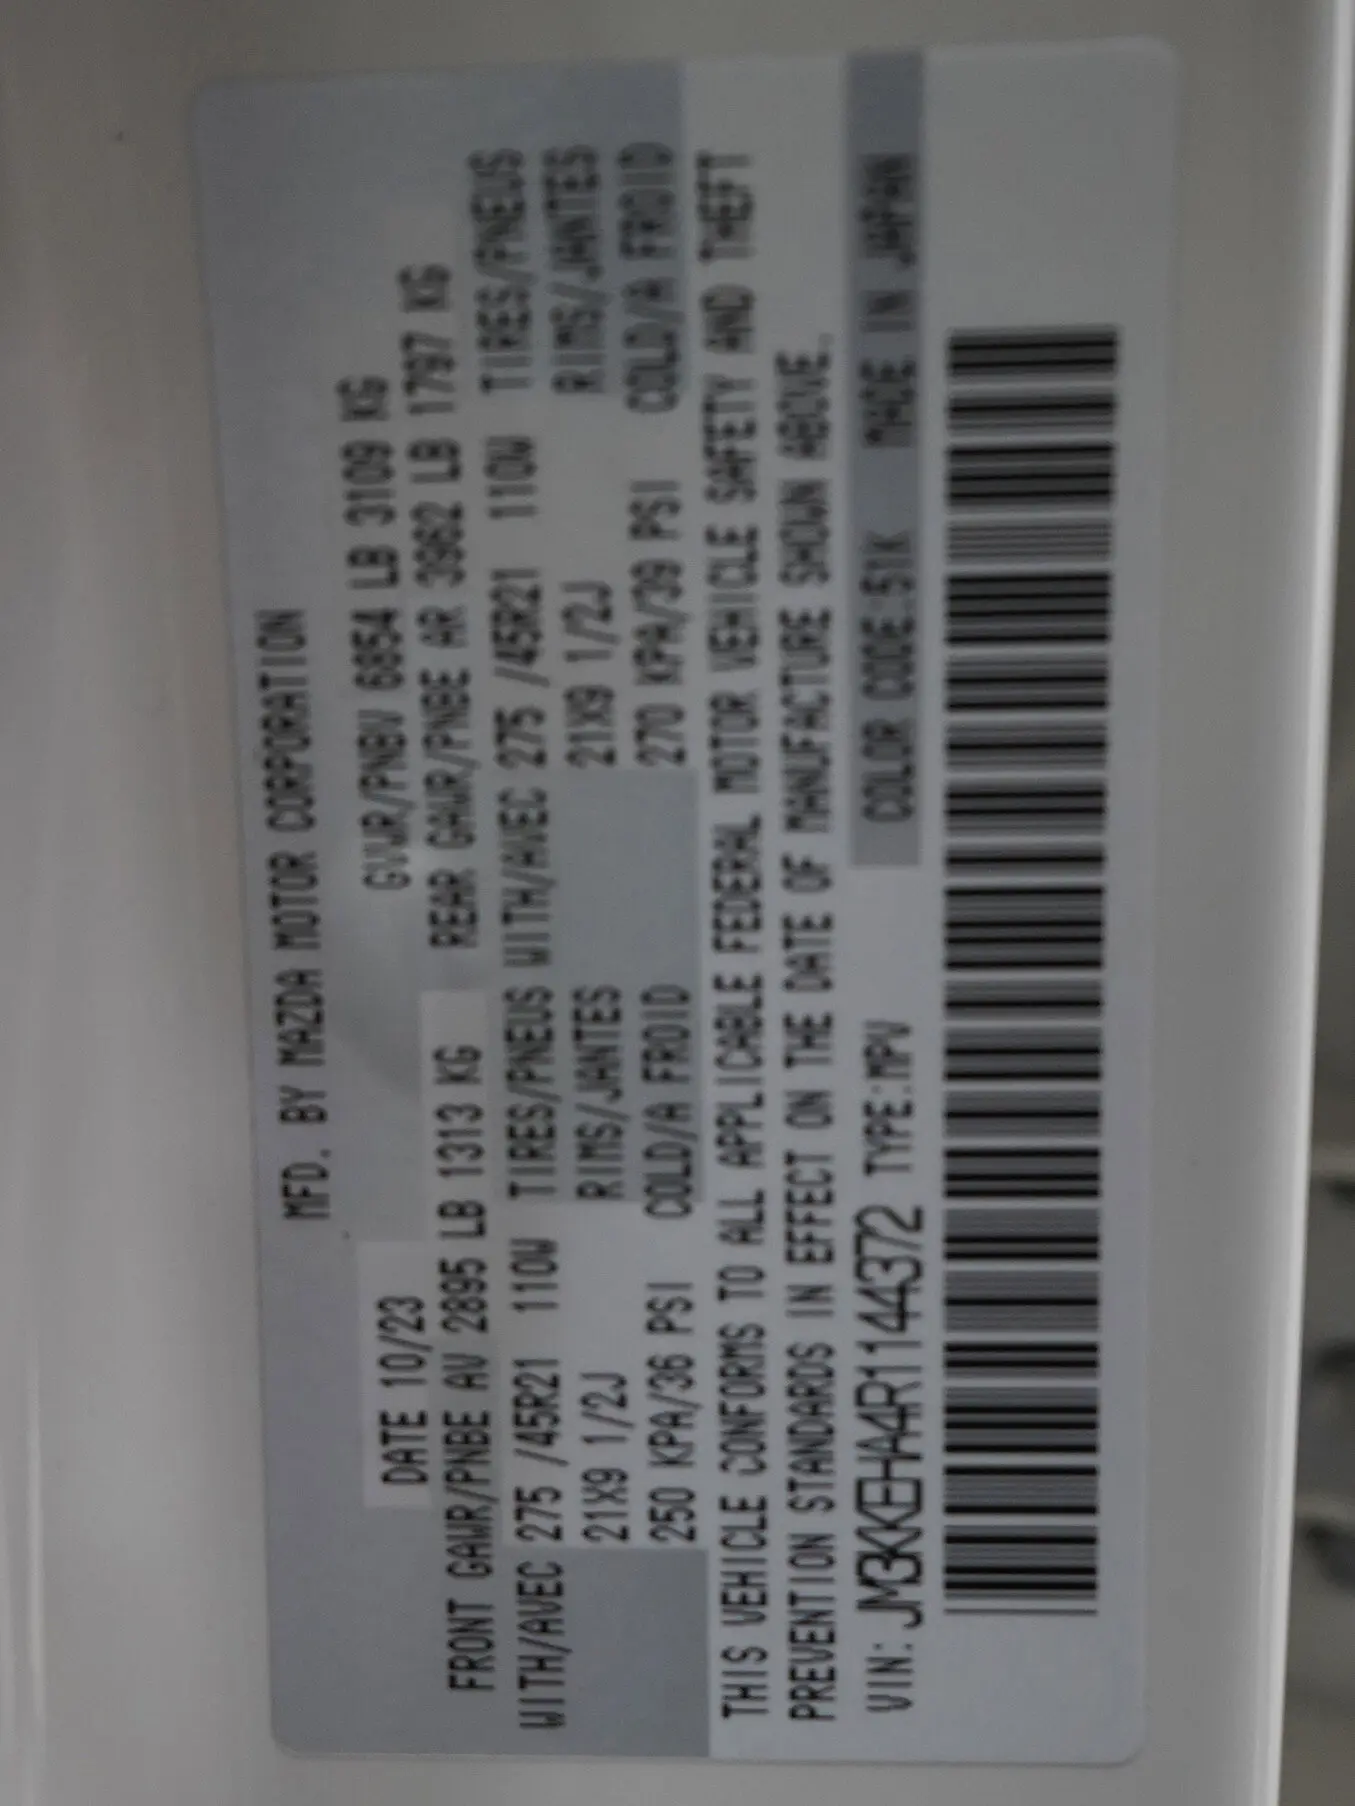 MFD. BY MAZDA MOTOR CORPORATION
DATE 10/23 GVWR/PNBV 6854 LB 3109 KG
FRONT GAWR/PNBE AV 2895 LB 1313 KG REAR GAWR/PNBE AR 3962 LB 1797 KG
WITH/AVEC 275 /45R21 110W TIRES/PNEUS WITH/AVEC 275 /45R21 110W TIRES/PNEUS
21X9 1/2J RIMS/JANTES 21X9 1/2J RIMS/JANTES
250 KPA/36 PSI COLD/A FROID 270 KPA/39 PSI COLD/A FROID
THIS VEHICLE CONFORMS TO ALL APPLICABLE FEDERAL MOTOR VEHICLE SAFETY AND THEFT
PREVENTION STANDARDS IN EFFECT ON THE DATE OF MANUFACTURE SHOWN ABOVE.
VIN: JM3KKEHA4R1144372 TYPE:MPV COLOR CODE:51K MADE IN JAPAN